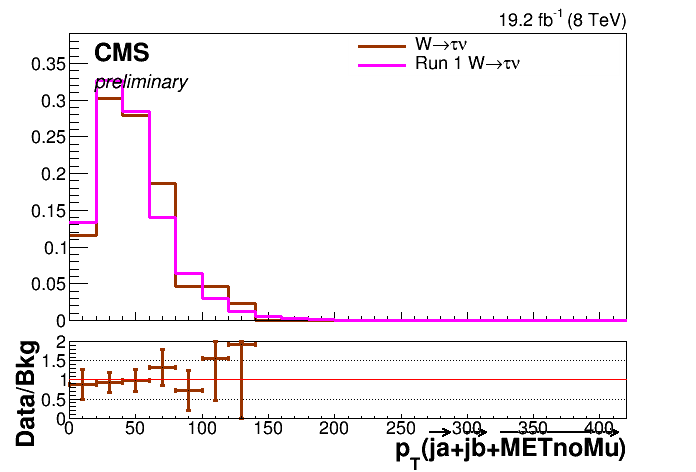 19.2 fb⁻¹ (8 TeV)
CMS
preliminary
W→τν
Run 1 W→τν
0.35
0.3
0.25
0.2
0.15
0.1
0.05
0
Data/Bkg
2
1.5
1
0.5
0
0 50 100 150 200 250 300 350 400
p_T(ja+jb+METnoMu)